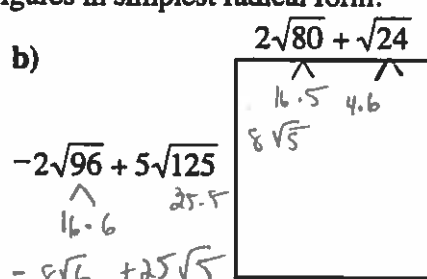 figures in simplest radical form.
b)
2√80 + √24
16·5 4·6
8√5
-2√96 + 5√125
16·6 25·5
-8√6 +25√5